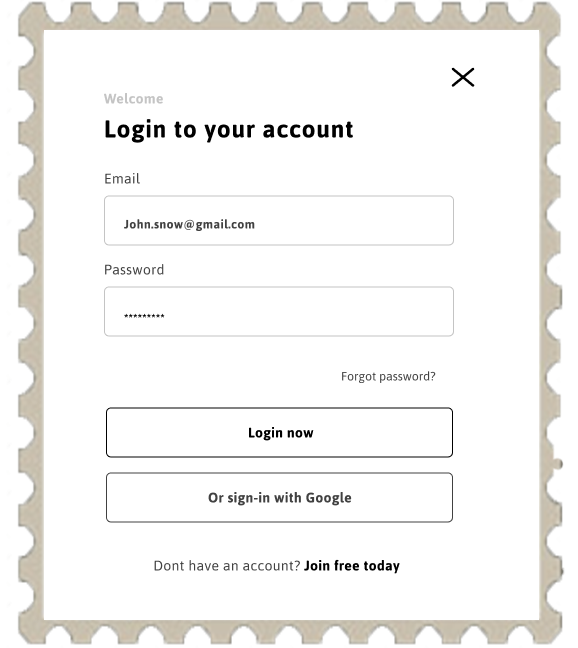 Welcome
Login to your account
Email
John.snow@gmail.com
Password
*********
Forgot password?
Login now
Or sign-in with Google
Dont have an account? Join free today